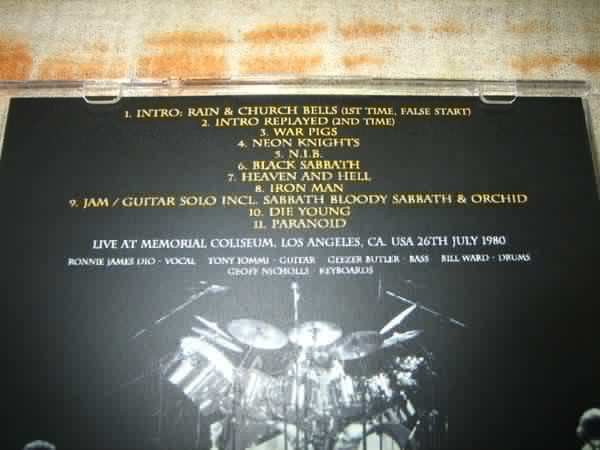 1. INTRO: RAIN & CHURCH BELLS (1ST TIME, FALSE START)
2. INTRO REPLAYED (2ND TIME)
3. WAR PIGS
4. NEON KNIGHTS
5. N.I.B.
6. BLACK SABBATH
7. HEAVEN AND HELL
8. IRON MAN
9. JAM / GUITAR SOLO INCL. SABBATH BLOODY SABBATH & ORCHID
10. DIE YOUNG
11. PARANOID
LIVE AT MEMORIAL COLISEUM, LOS ANGELES, CA. USA 26TH JULY 1980
RONNIE JAMES DIO - VOCAL TONY IOMMI - GUITAR GEEZER BUTLER - BASS BILL WARD - DRUMS
GEOFF NICHOLLS - KEYBOARDS